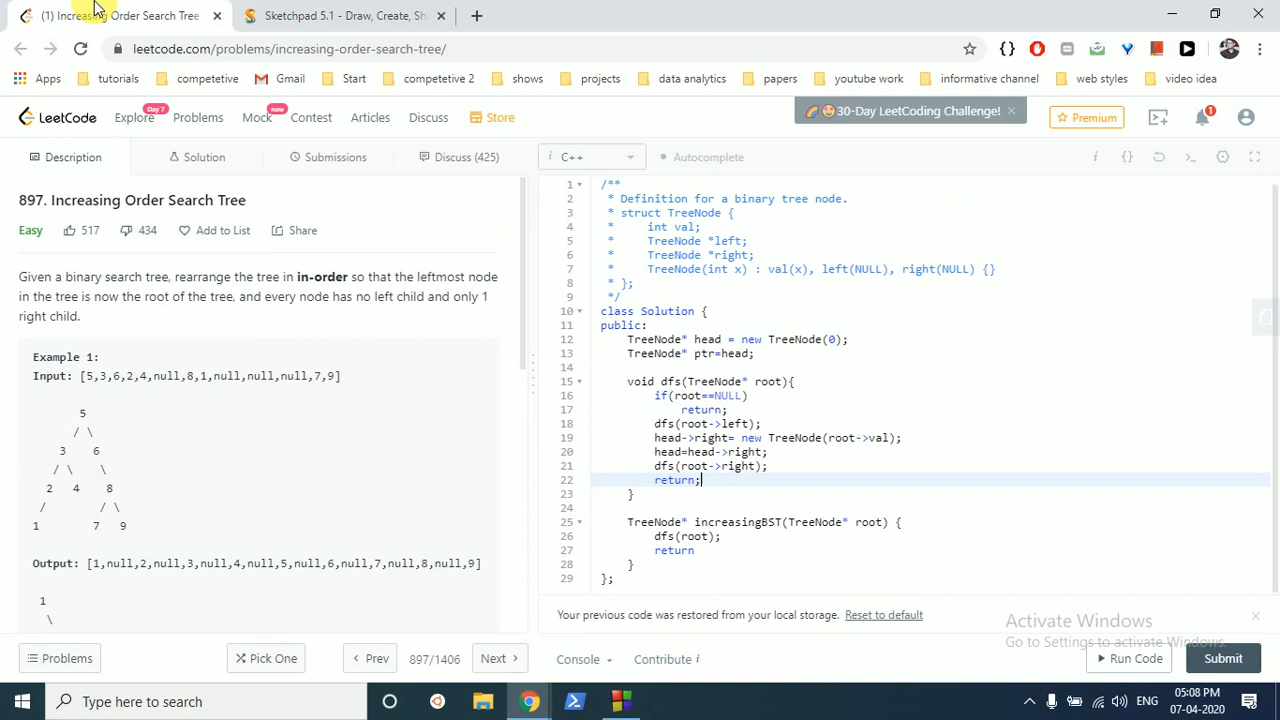 (1) Increasing Order Search Tree
Sketchpad 5.1 - Draw, Create, Sh
leetcode.com/problems/increasing-order-search-tree/
Apps tutorials competetive Gmail Start competetive 2 shows projects data analytics papers youtube work informative channel web styles video idea
LeetCode Explore Day 7 Problems Mock new Contest Articles Discuss Store 30-Day LeetCoding Challenge! Premium 1
Description Solution Submissions Discuss (425) i C++ Autocomplete
897. Increasing Order Search Tree
Easy 517 434 Add to List Share
Given a binary search tree, rearrange the tree in in-order so that the leftmost node
in the tree is now the root of the tree, and every node has no left child and only 1
right child.
Example 1:
Input: [5,3,6,2,4,null,8,1,null,null,null,7,9]
5
/ \
3 6
/ \ \
2 4 8
/ / \
1 7 9
Output: [1,null,2,null,3,null,4,null,5,null,6,null,7,null,8,null,9]
1
\
1 /**
2 * Definition for a binary tree node.
3 * struct TreeNode {
4 * int val;
5 * TreeNode *left;
6 * TreeNode *right;
7 * TreeNode(int x) : val(x), left(NULL), right(NULL) {}
8 * };
9 */
10 class Solution {
11 public:
12 TreeNode* head = new TreeNode(0);
13 TreeNode* ptr=head;
14
15 void dfs(TreeNode* root){
16 if(root==NULL)
17 return;
18 dfs(root->left);
19 head->right= new TreeNode(root->val);
20 head=head->right;
21 dfs(root->right);
22 return;
23 }
24
25 TreeNode* increasingBST(TreeNode* root) {
26 dfs(root);
27 return
28 }
29 };
Your previous code was restored from your local storage. Reset to default
Activate Windows
Go to Settings to activate Windows.
Problems Pick One Prev 897/1406 Next Console Contribute i Run Code Submit
Type here to search
ENG
05:08 PM
07-04-2020